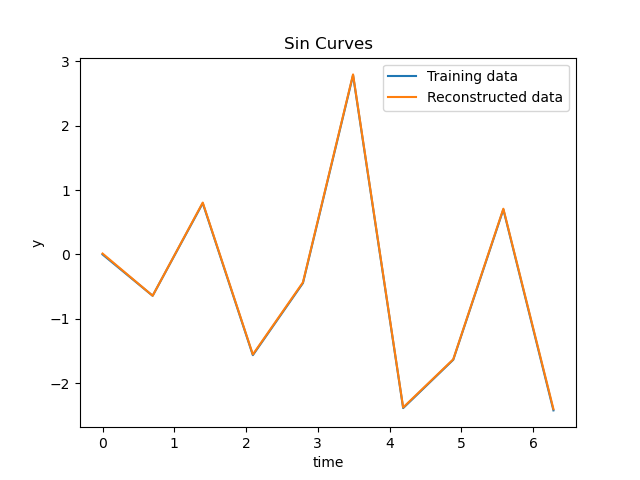 Sin Curves
Training data
Reconstructed data
3
2
1
0
−1
−2
y
0 1 2 3 4 5 6
time